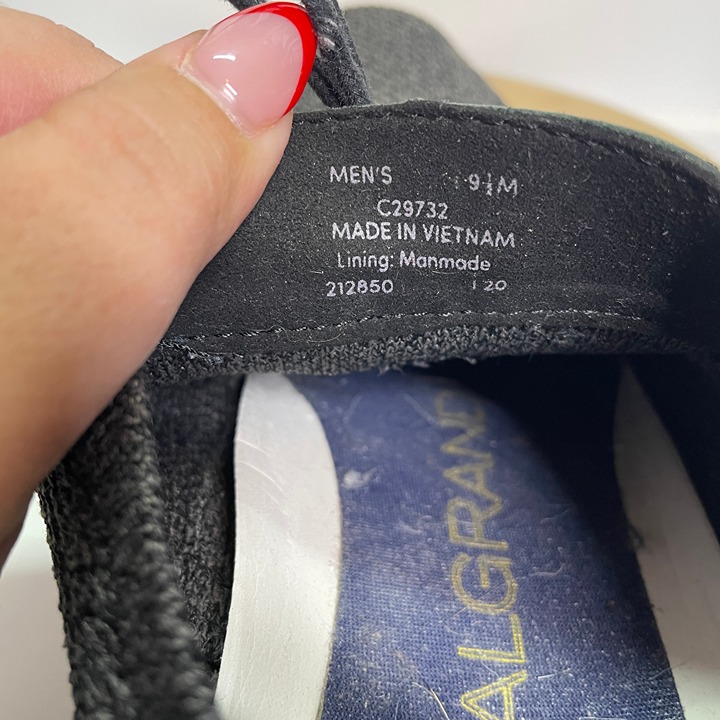 MEN'S 9½M
C29732
MADE IN VIETNAM
Lining: Manmade
212850 120
ALGRAND